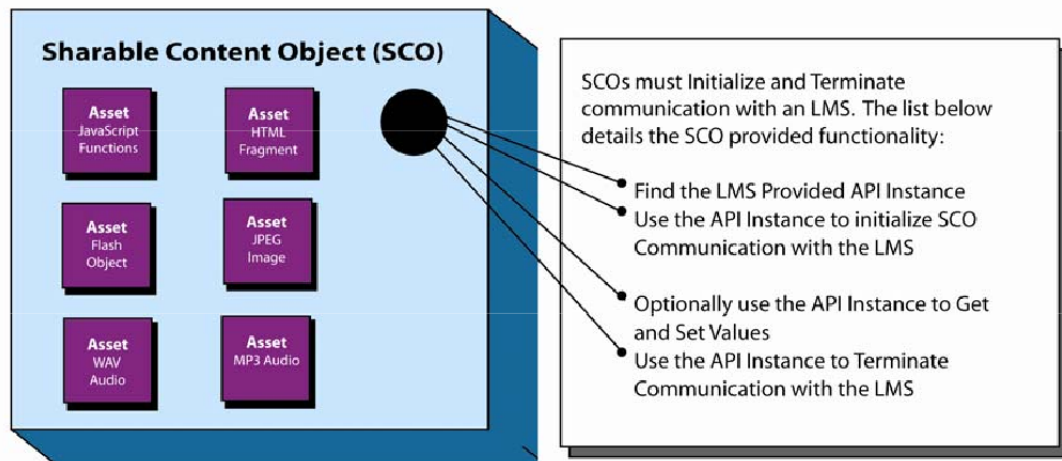 Sharable Content Object (SCO)
Asset
JavaScript
Functions
Asset
HTML
Fragment
Asset
Flash
Object
Asset
JPEG
Image
Asset
WAV
Audio
Asset
MP3 Audio
SCOs must Initialize and Terminate
communication with an LMS. The list below
details the SCO provided functionality:
Find the LMS Provided API Instance
Use the API Instance to initialize SCO
Communication with the LMS
Optionally use the API Instance to Get
and Set Values
Use the API Instance to Terminate
Communication with the LMS